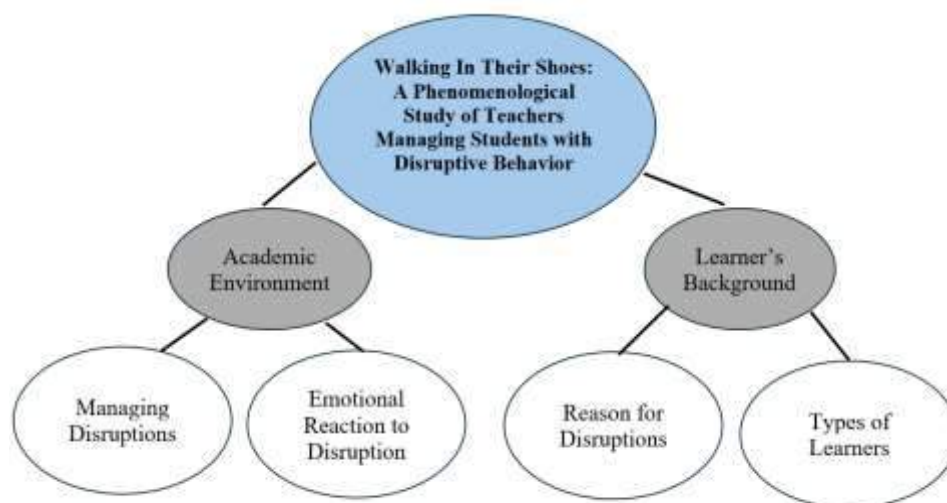 Walking In Their Shoes:
A Phenomenological
Study of Teachers
Managing Students with
Disruptive Behavior
Academic
Environment
Learner's
Background
Managing
Disruptions
Emotional
Reaction to
Disruption
Reason for
Disruptions
Types of
Learners